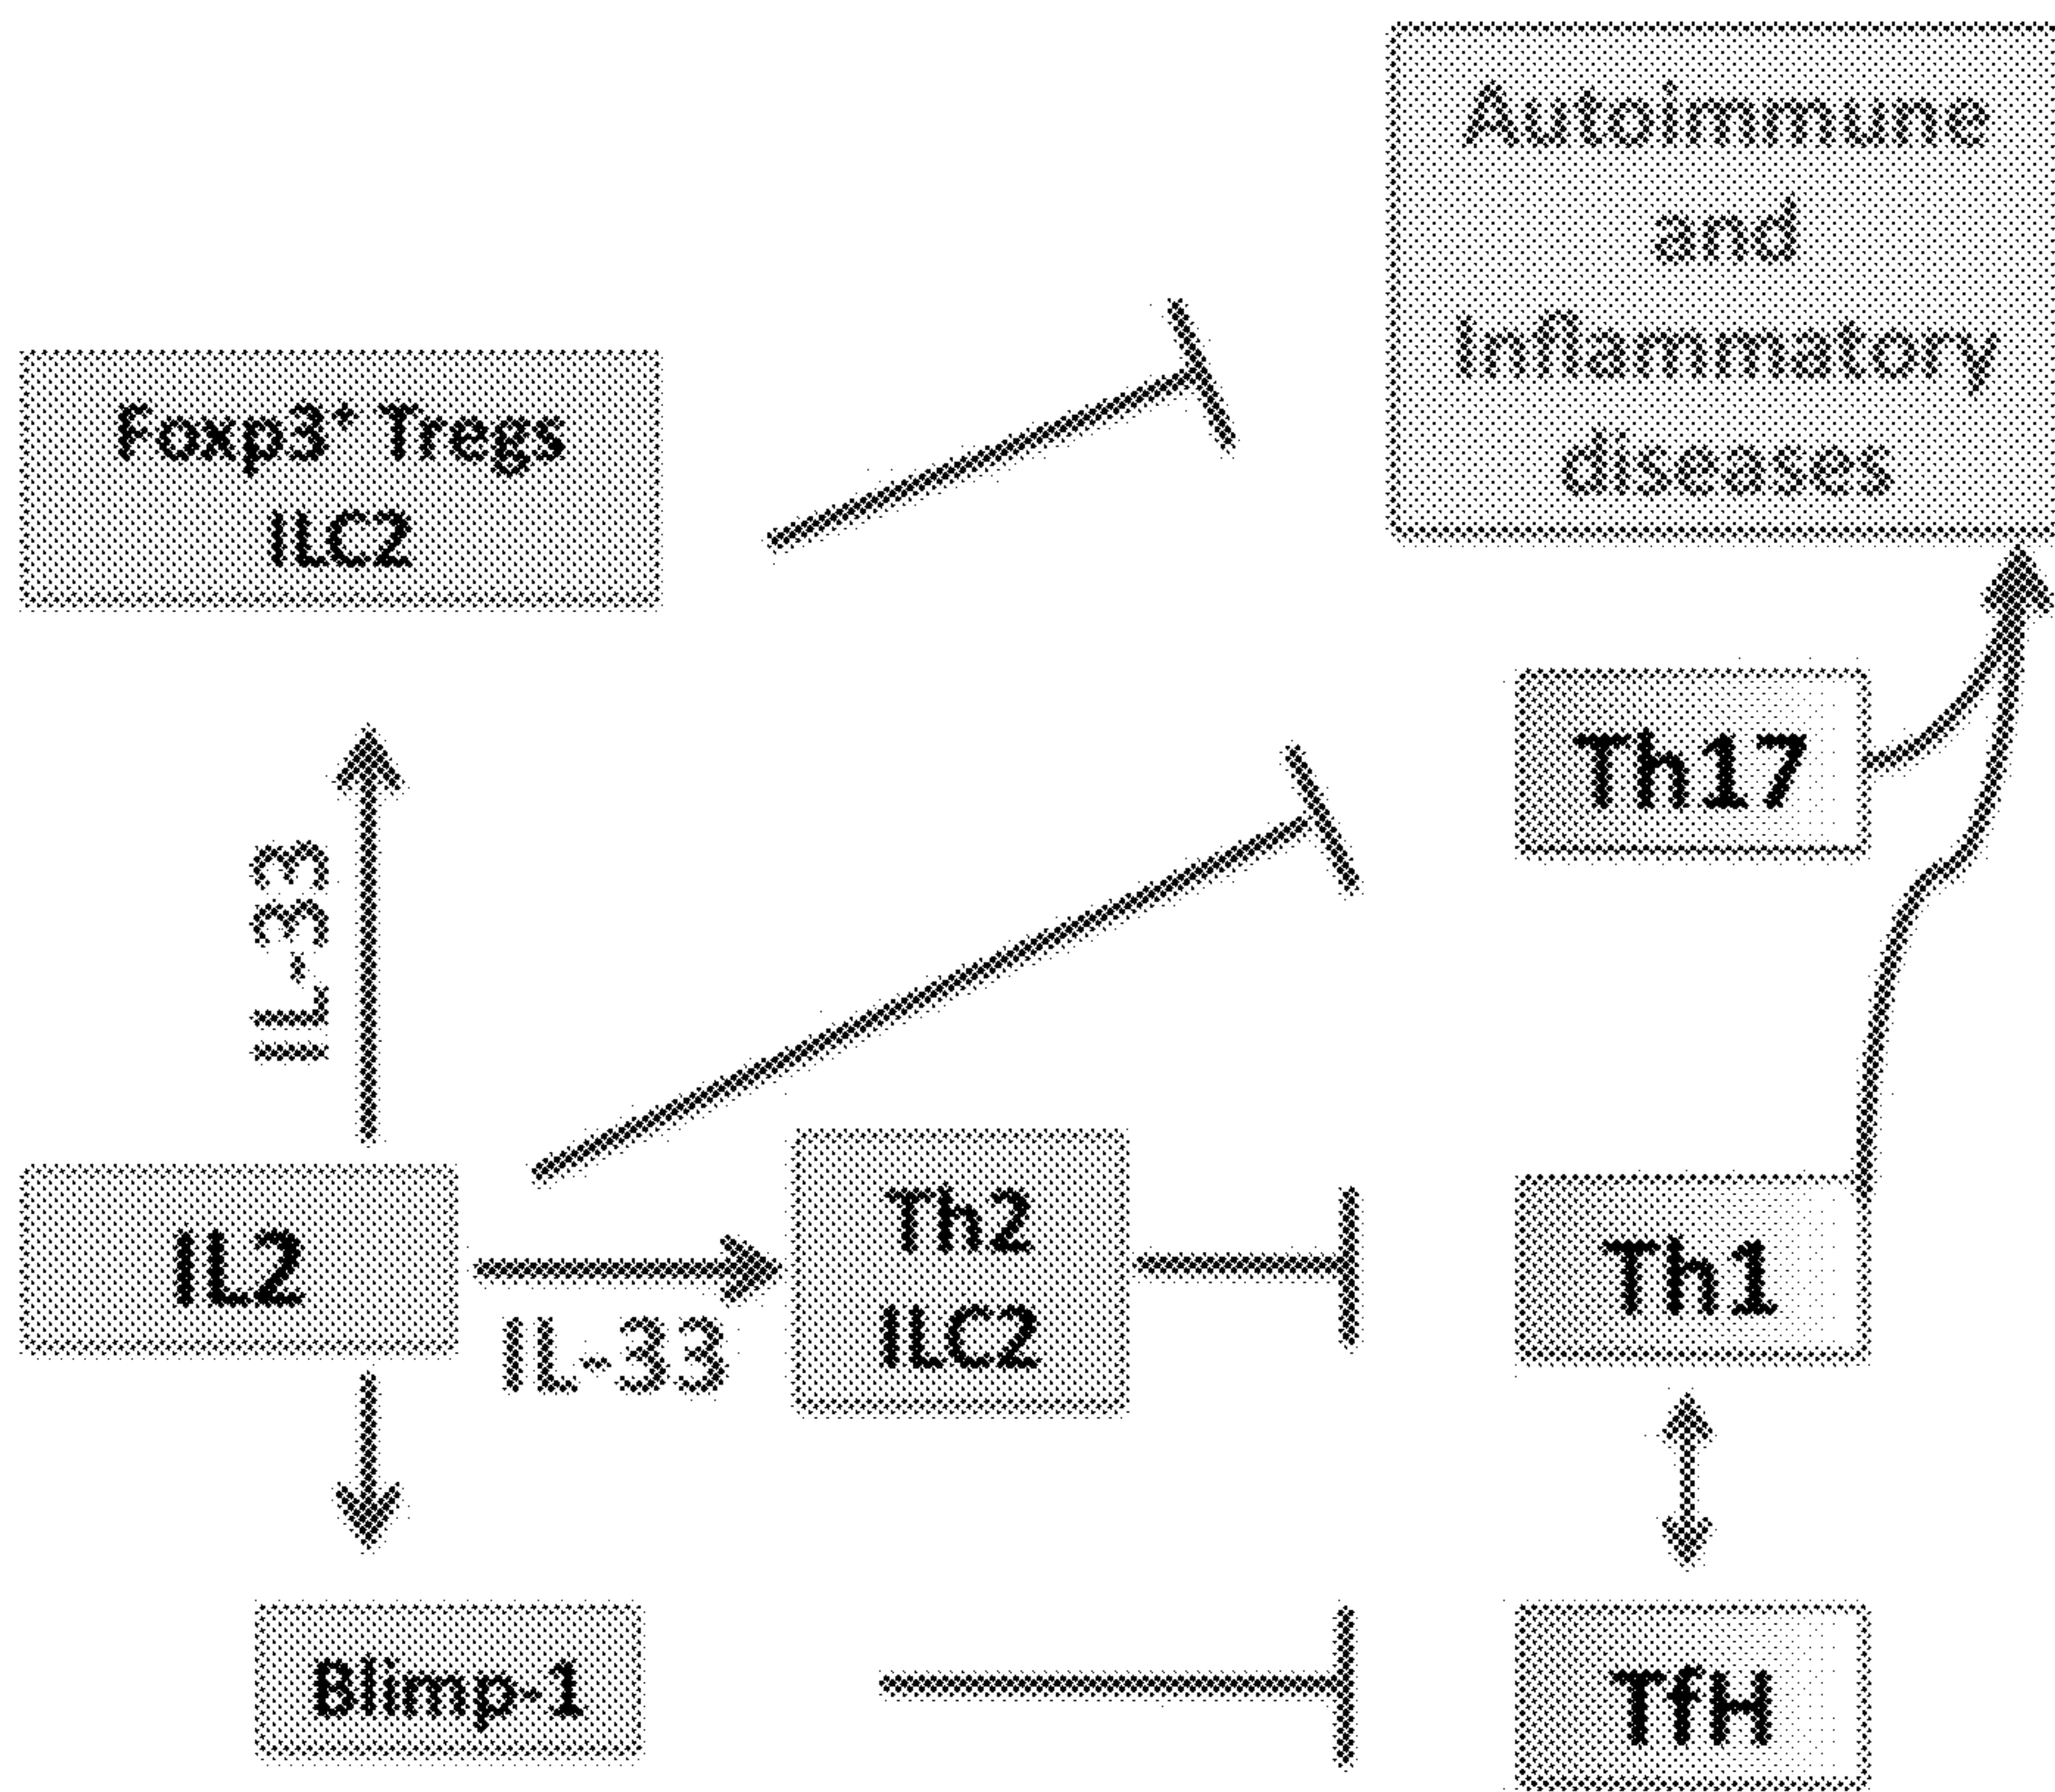 Autoimmune
and
Inflammatory
diseases
Foxp3⁺ Tregs
ILC2
Th17
IL-33
IL2
IL-33
Th2
ILC2
Th1
Blimp-1
TfH